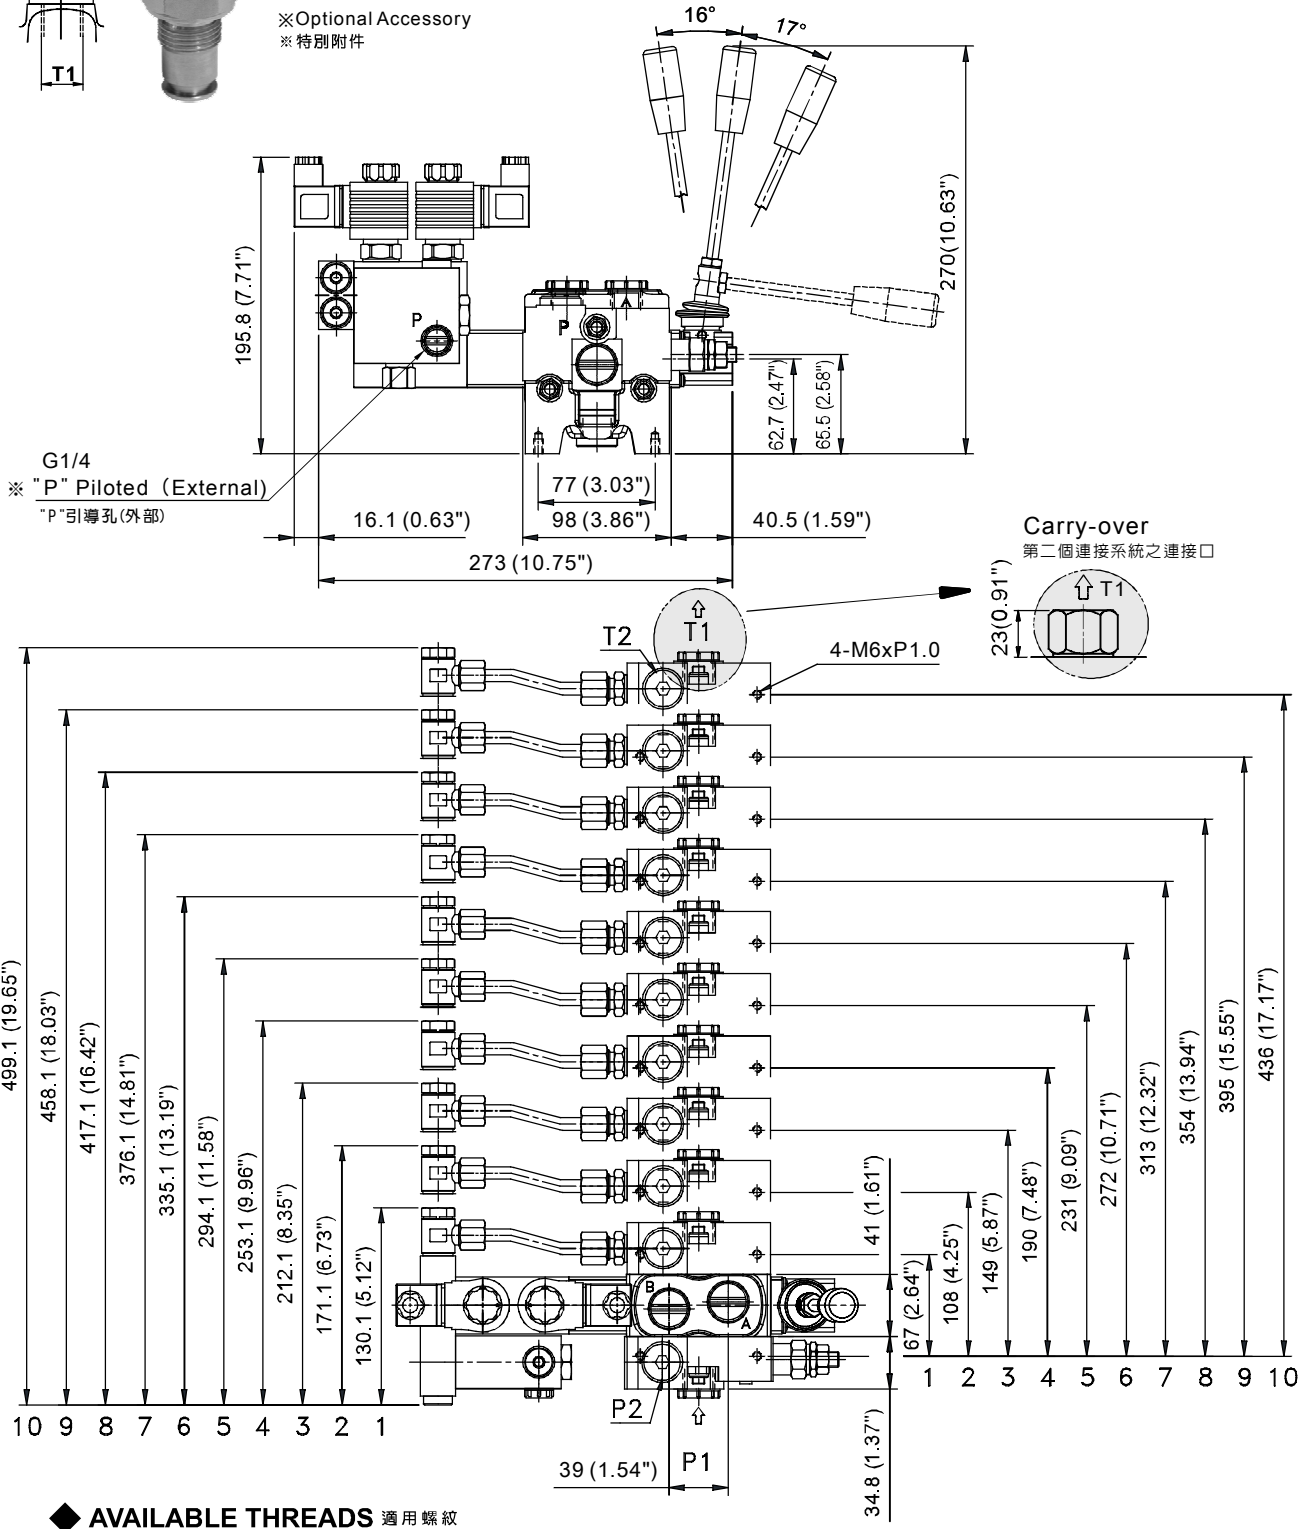 ※Optional Accessory
※特別附件
T1
16°
17°
270(10.63")
195.8 (7.71")
P
P
A
62.7 (2.47")
65.5 (2.58")
G1/4
※ "P" Piloted (External)
"P"引導孔(外部)
77 (3.03")
16.1 (0.63")
98 (3.86")
40.5 (1.59")
273 (10.75")
Carry-over
第二個連接系統之連接口
23(0.91")
T1
T2
T1
4-M6xP1.0
499.1 (19.65")
458.1 (18.03")
417.1 (16.42")
376.1 (14.81")
335.1 (13.19")
294.1 (11.58")
253.1 (9.96")
212.1 (8.35")
171.1 (6.73")
130.1 (5.12")
41 (1.61")
67 (2.64")
108 (4.25")
149 (5.87")
190 (7.48")
231 (9.09")
272 (10.71")
313 (12.32")
354 (13.94")
395 (15.55")
436 (17.17")
B
A
1 2 3 4 5 6 7 8 9 10
10 9 8 7 6 5 4 3 2 1
P2
P1
39 (1.54")
34.8 (1.37")
◆ AVAILABLE THREADS 適用螺紋